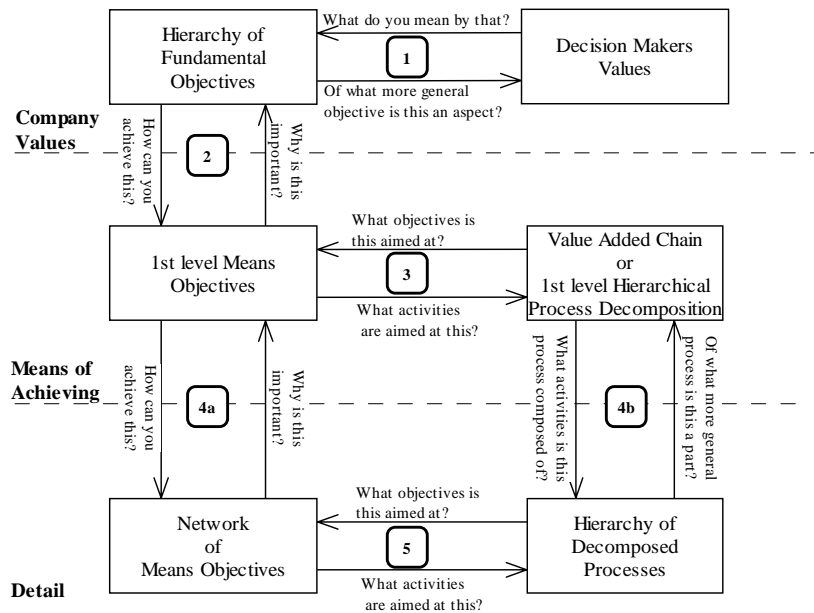 What do you mean by that?
Hierarchy of
Fundamental
Objectives
1
Decision Makers
Values
Of what more general
objective is this an aspect?
Company
Values
How can you
achieve this?
2
Why is this
important?
1st level Means
Objectives
What objectives is
this aimed at?
3
What activities
are aimed at this?
Value Added Chain
or
1st level Hierarchical
Process Decomposition
Means of
Achieving
How can you
achieve this?
4a
Why is this
important?
What activities is this
process composed of?
4b
Of what more general
process is this a part?
Network
of
Means Objectives
What objectives is
this aimed at?
5
What activities
are aimed at this?
Hierarchy of
Decomposed
Processes
Detail